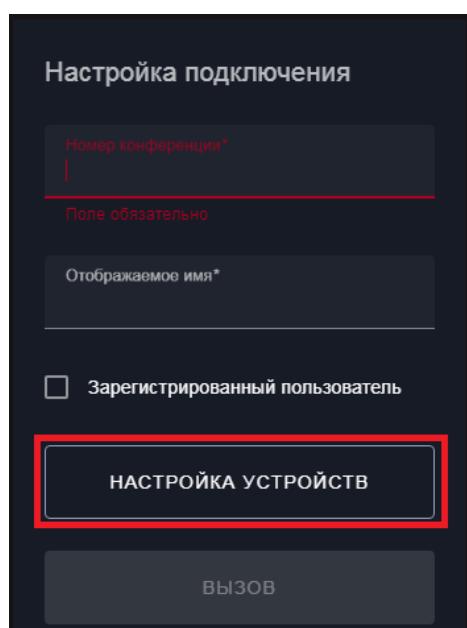 Настройка подключения
Номер конференции*
Поле обязательно
Отображаемое имя*
Зарегистрированный пользователь
НАСТРОЙКА УСТРОЙСТВ
ВЫЗОВ